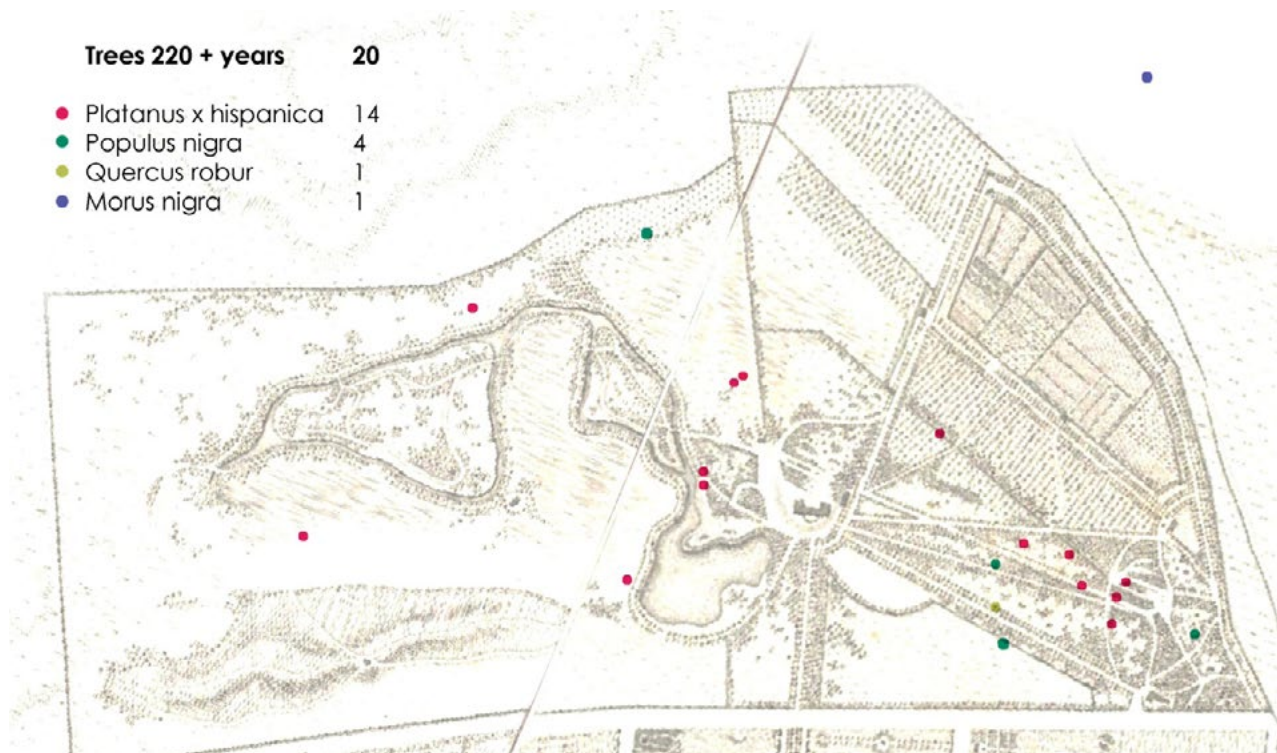 Trees 220 + years 20
Platanus x hispanica 14
Populus nigra 4
Quercus robur 1
Morus nigra 1